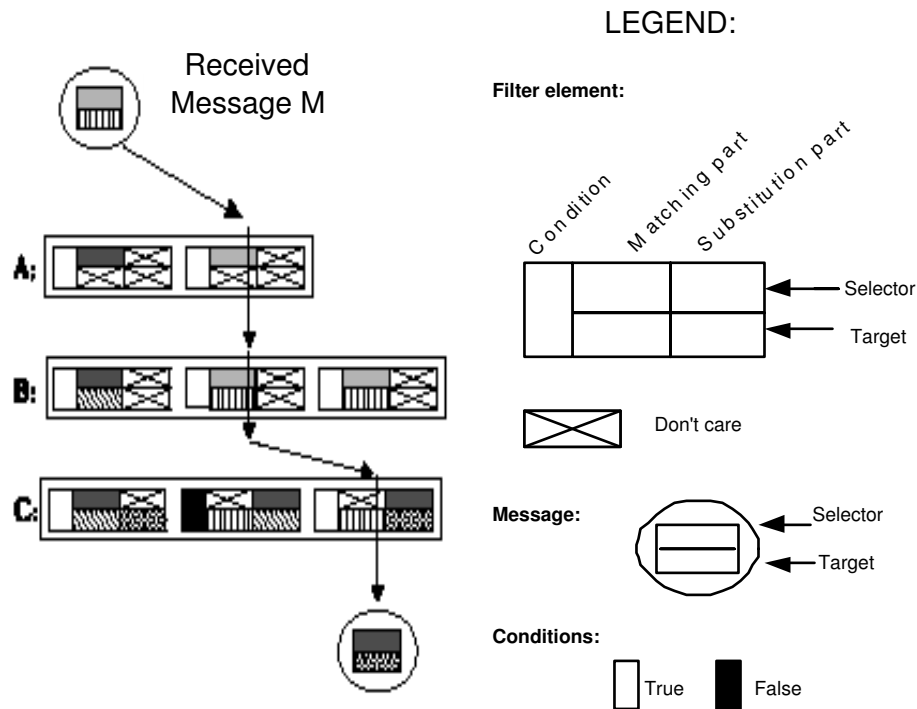 LEGEND:
Received
Message M
Filter element:
Condition
Matching part
Substitution part
A:
Selector
Target
B:
Don't care
C:
Message:
Selector
Target
Conditions:
True
False